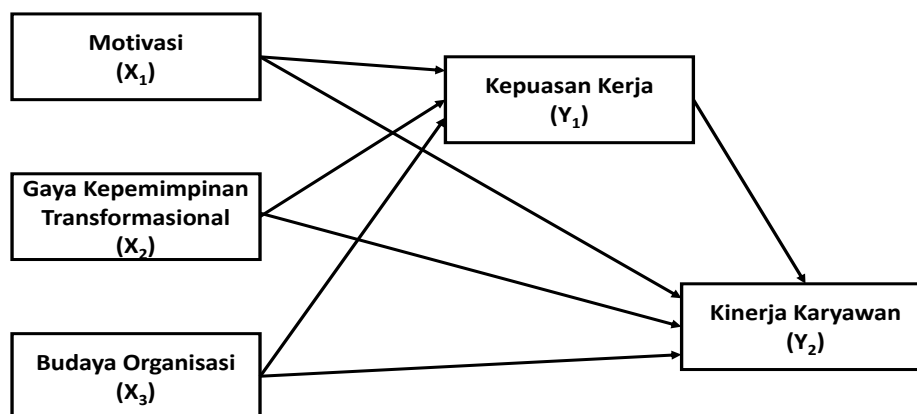 Motivasi
(X₁)
Kepuasan Kerja
(Y₁)
Gaya Kepemimpinan
Transformasional
(X₂)
Kinerja Karyawan
(Y₂)
Budaya Organisasi
(X₃)